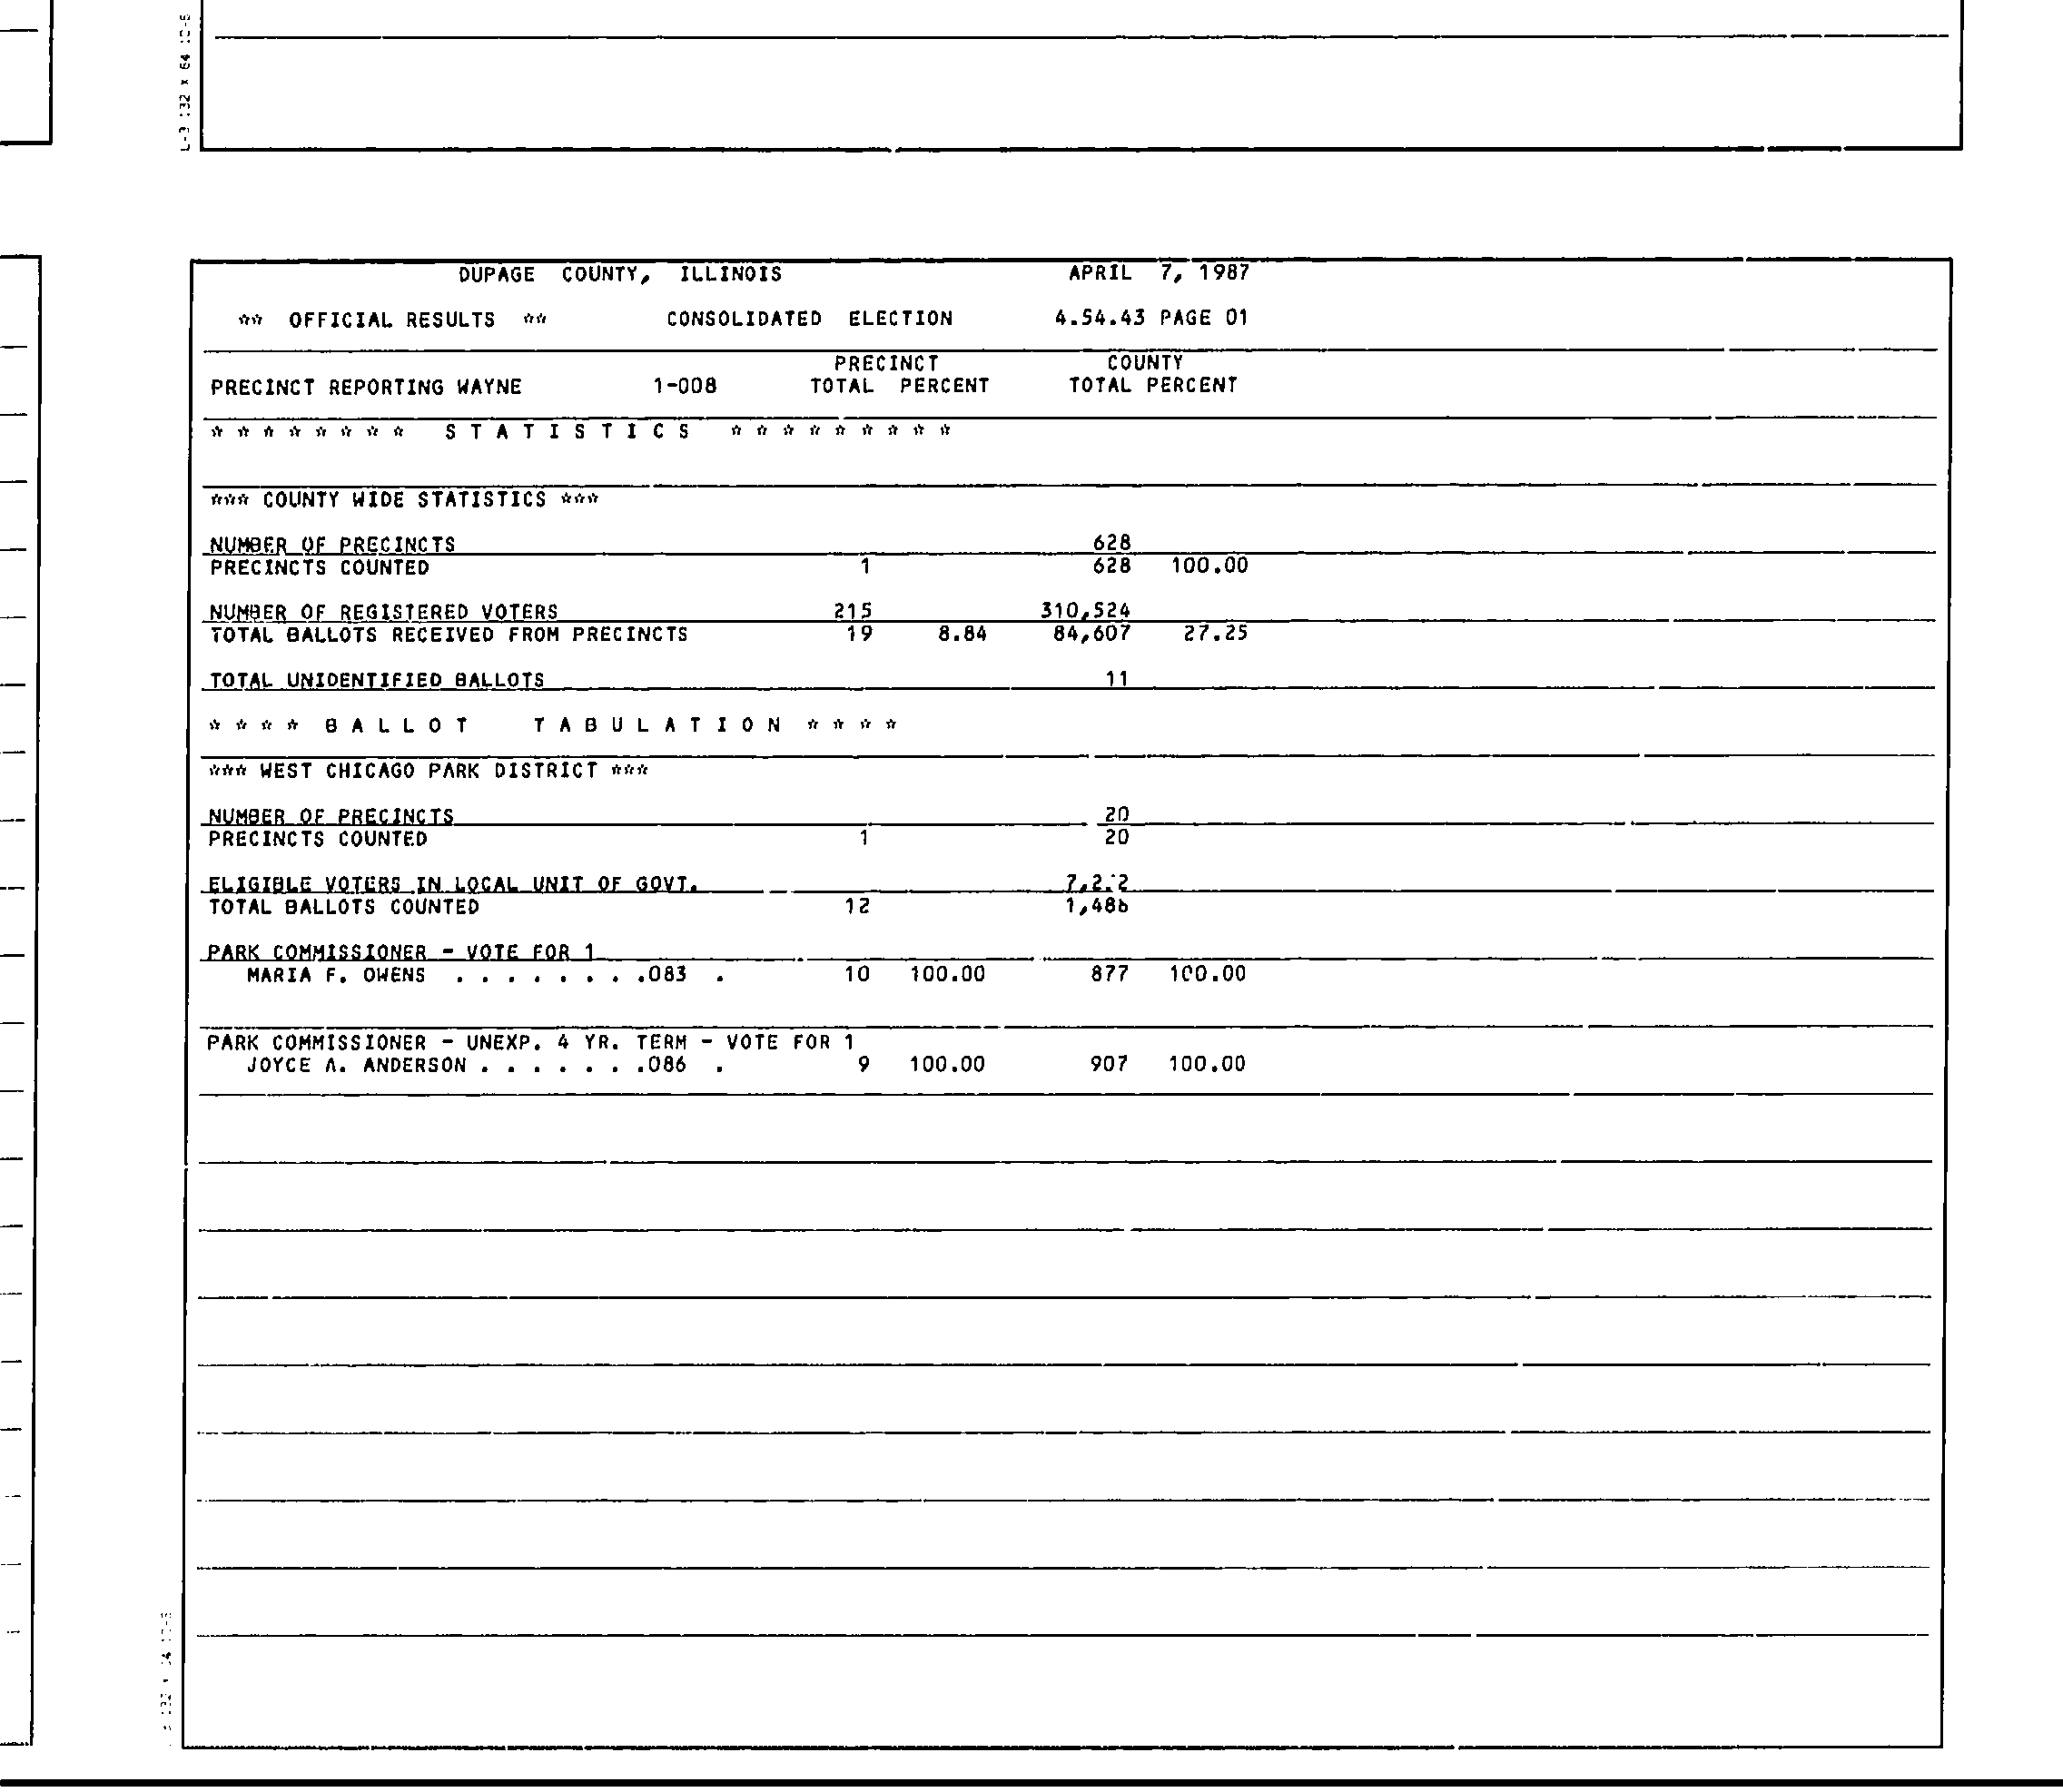 L-3 132 x 64 10-E
DUPAGE COUNTY, ILLINOIS APRIL 7, 1987
** OFFICIAL RESULTS ** CONSOLIDATED ELECTION 4.54.43 PAGE 01
PRECINCT COUNTY
PRECINCT REPORTING WAYNE 1-008 TOTAL PERCENT TOTAL PERCENT
* * * * * * * * S T A T I S T I C S * * * * * * * * *
*** COUNTY WIDE STATISTICS ***
NUMBER OF PRECINCTS 628
PRECINCTS COUNTED 1 628 100.00
NUMBER OF REGISTERED VOTERS 215 310,524
TOTAL BALLOTS RECEIVED FROM PRECINCTS 19 8.84 84,607 27.25
TOTAL UNIDENTIFIED BALLOTS 11
* * * * B A L L O T T A B U L A T I O N * * * *
*** WEST CHICAGO PARK DISTRICT ***
NUMBER OF PRECINCTS 20
PRECINCTS COUNTED 1 20
ELIGIBLE VOTERS IN LOCAL UNIT OF GOVT.
TOTAL BALLOTS COUNTED 12 1,486
PARK COMMISSIONER - VOTE FOR 1
MARIA F. OWENS . . . . . . . .083 . 10 100.00 877 100.00
PARK COMMISSIONER - UNEXP. 4 YR. TERM - VOTE FOR 1
JOYCE A. ANDERSON . . . . . . .086 . 9 100.00 907 100.00